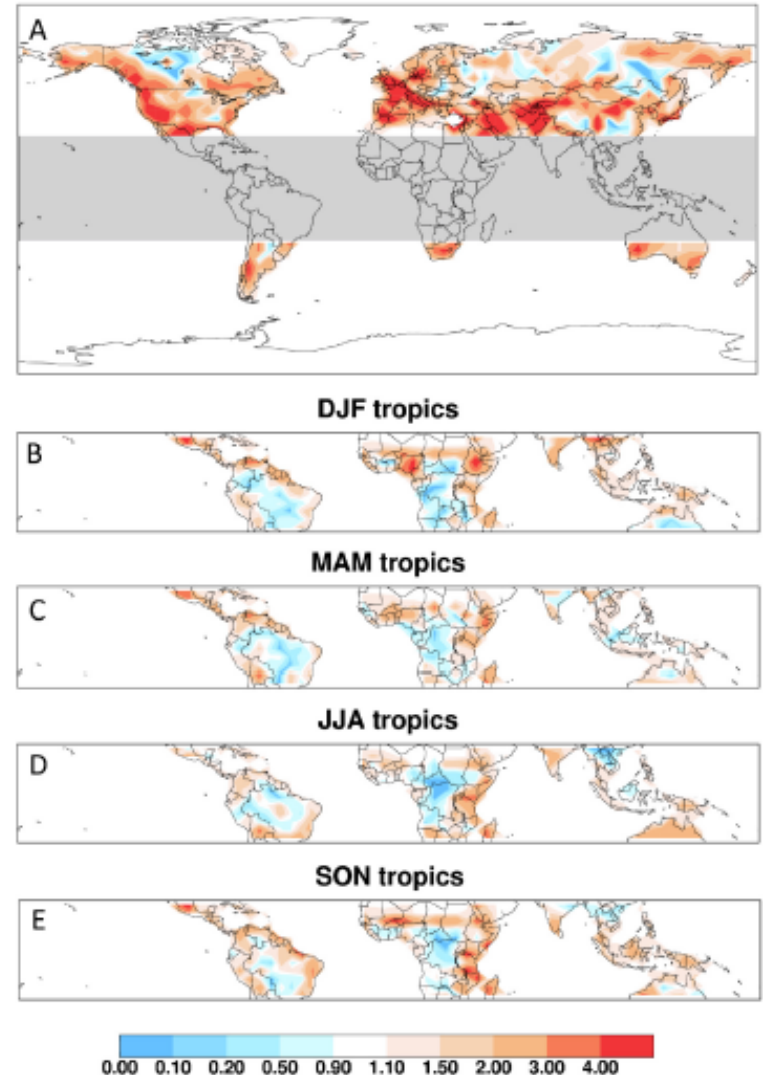 A
DJF tropics
B
MAM tropics
C
JJA tropics
D
SON tropics
E
0.00 0.10 0.20 0.50 0.90 1.10 1.50 2.00 3.00 4.00